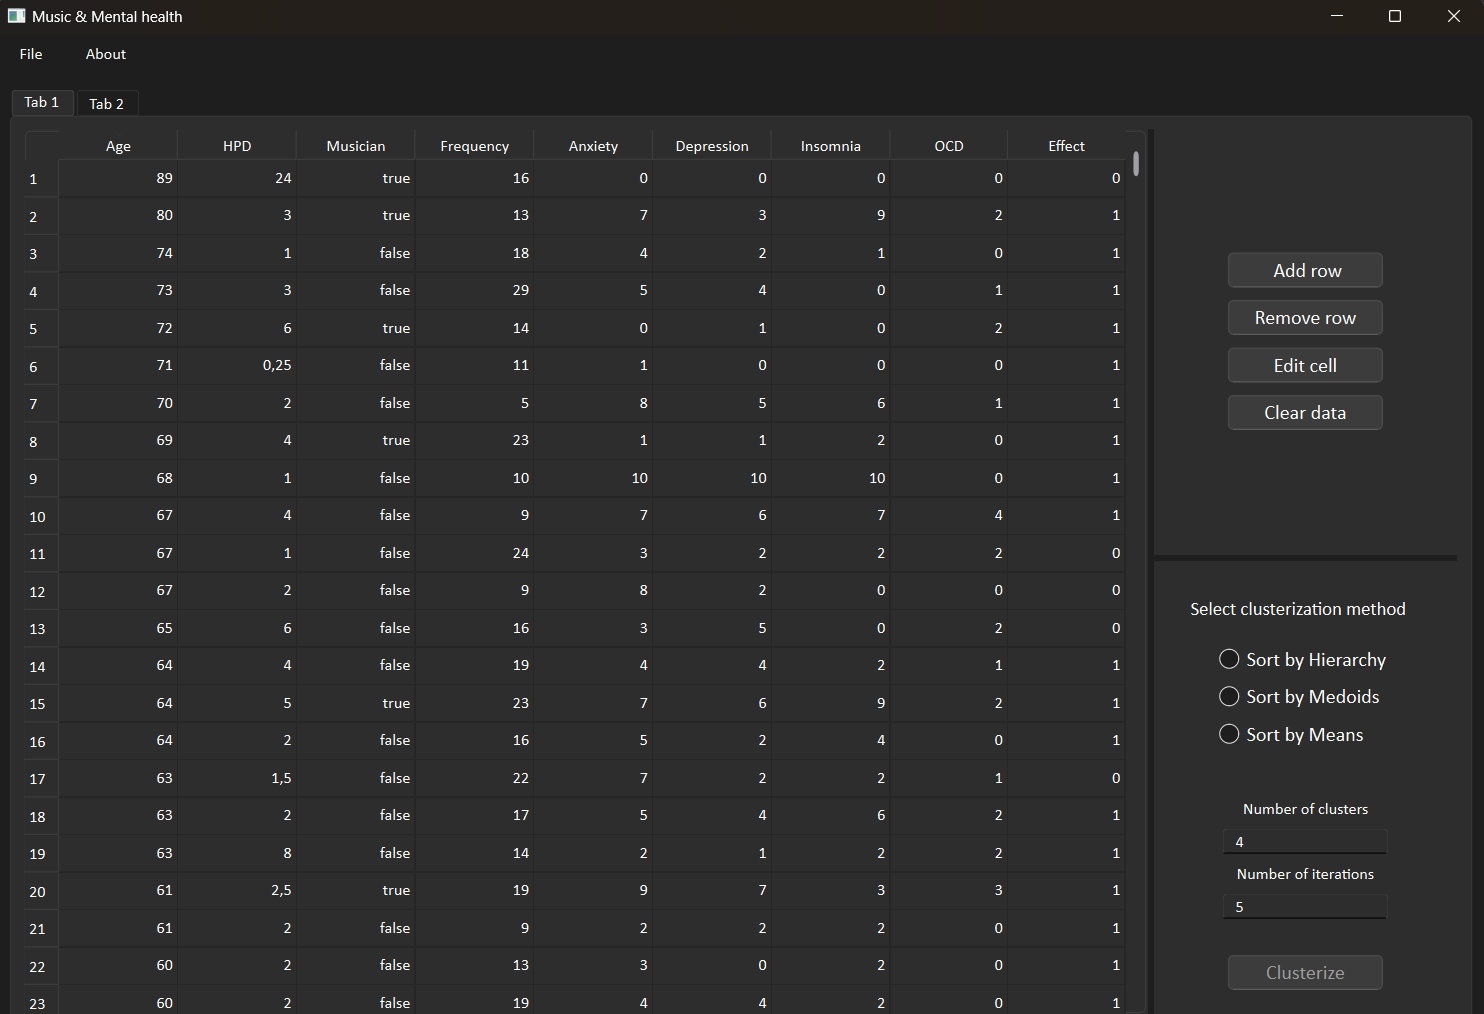 Music & Mental health
File About
Tab 1 Tab 2
Age HPD Musician Frequency Anxiety Depression Insomnia OCD Effect
1 89 24 true 16 0 0 0 0 0
2 80 3 true 13 7 3 9 2 1
3 74 1 false 18 4 2 1 0 1
4 73 3 false 29 5 4 0 1 1
5 72 6 true 14 0 1 0 2 1
6 71 0,25 false 11 1 0 0 0 1
7 70 2 false 5 8 5 6 1 1
8 69 4 true 23 1 1 2 0 1
9 68 1 false 10 10 10 10 0 1
10 67 4 false 9 7 6 7 4 1
11 67 1 false 24 3 2 2 2 0
12 67 2 false 9 8 2 0 0 0
13 65 6 false 16 3 5 0 2 0
14 64 4 false 19 4 4 2 1 1
15 64 5 true 23 7 6 9 2 1
16 64 2 false 16 5 2 4 0 1
17 63 1,5 false 22 7 2 2 1 0
18 63 2 false 17 5 4 6 2 1
19 63 8 false 14 2 1 2 2 1
20 61 2,5 true 19 9 7 3 3 1
21 61 2 false 9 2 2 2 0 1
22 60 2 false 13 3 0 2 0 1
23 60 2 false 19 4 4 2 0 1
Add row
Remove row
Edit cell
Clear data
Select clusterization method
Sort by Hierarchy
Sort by Medoids
Sort by Means
Number of clusters
4
Number of iterations
5
Clusterize